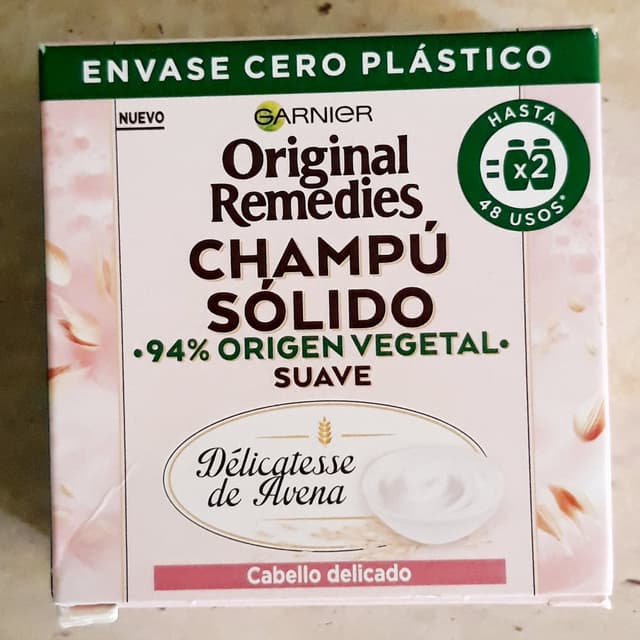 ENVASE CERO PLÁSTICO
NUEVO
GARNIER
HASTA
= x2
48 USOS*
Original
Remedies
CHAMPÚ
SÓLIDO
•94% ORIGEN VEGETAL•
SUAVE
Délicatesse
de Avena
Cabello delicado